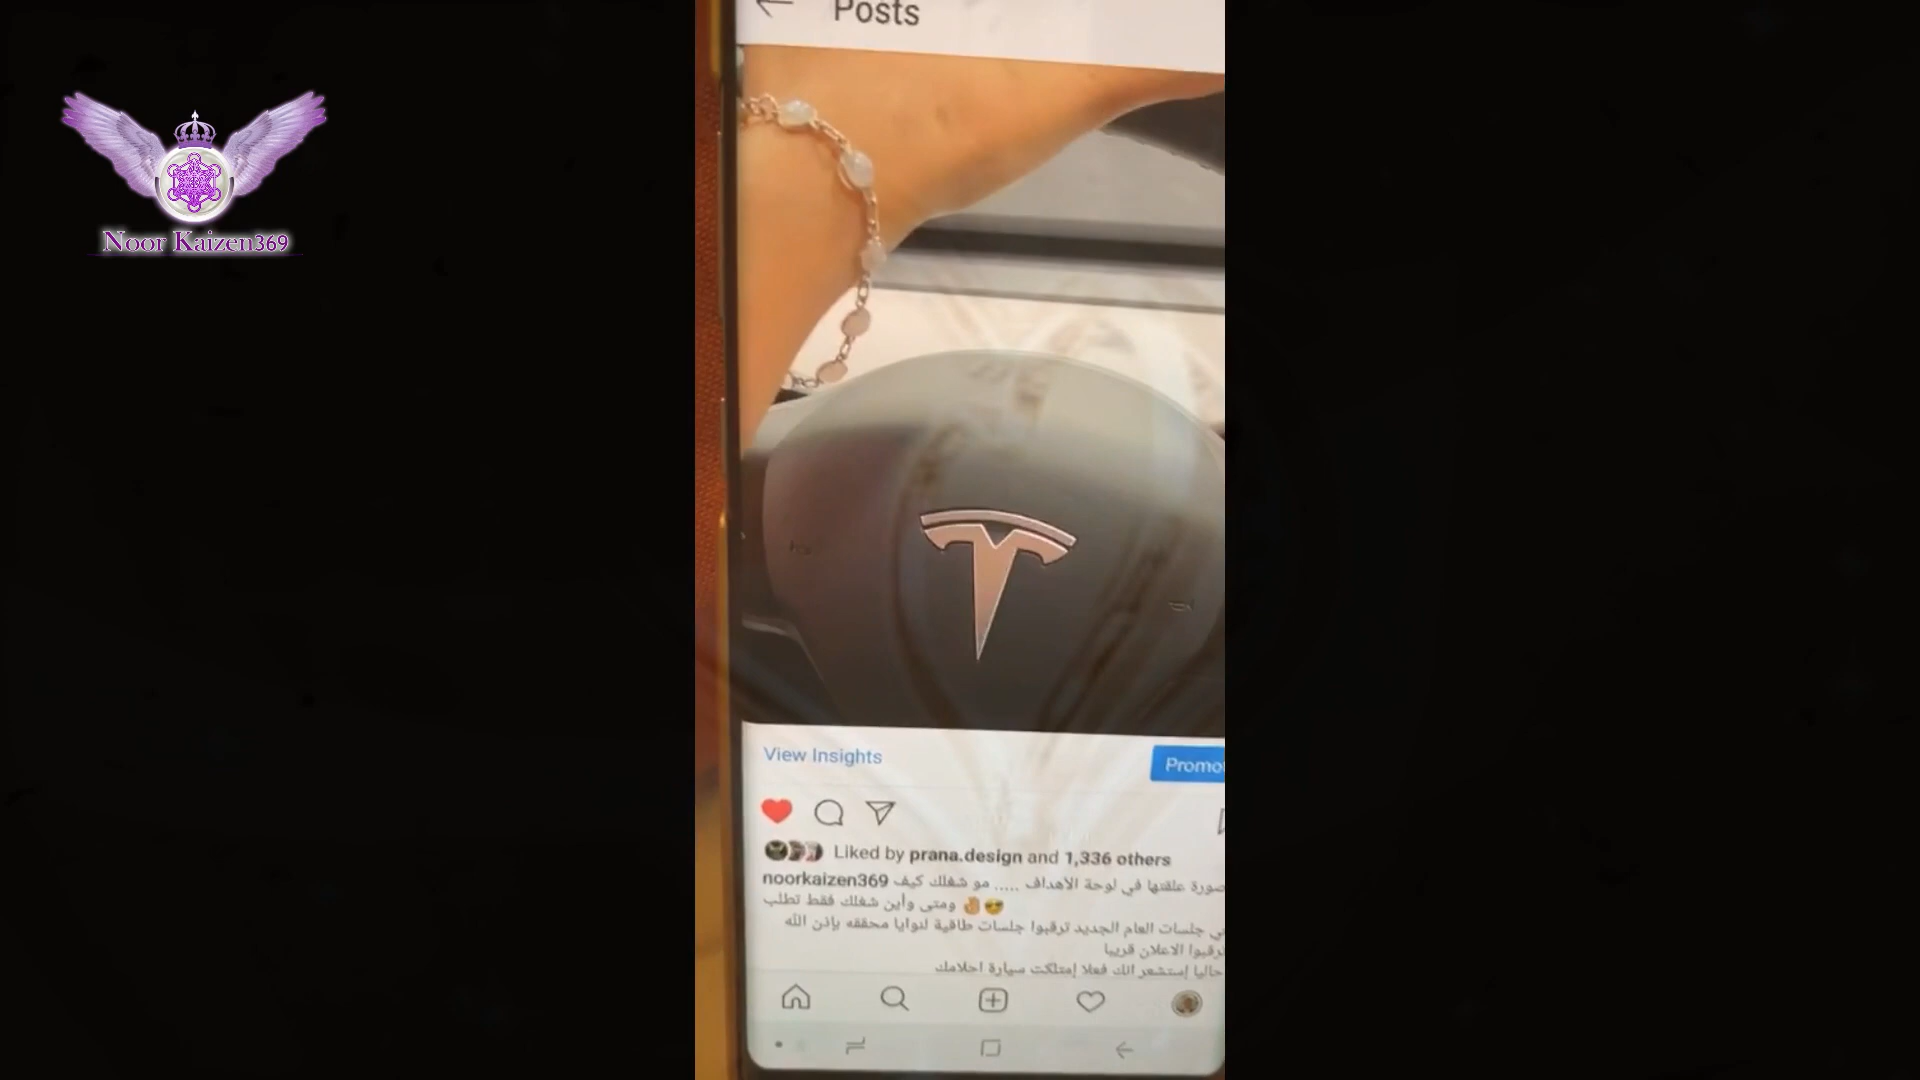 Noor Kaizen369
Posts
View Insights
Promo
Liked by prana.design and 1,336 others
noorkaizen369 صورة علقتها في لوحة الأهداف ..... مو شغلك كيف
ومتى وأين شغلك فقط تطلب 👌😎
في جلسات العام الجديد ترقبوا جلسات طاقية لنوايا محققه بإذن الله
ترقبوا الاعلان قريبا
حاليا إستشعر انك فعلا إمتلكت سيارة احلامك